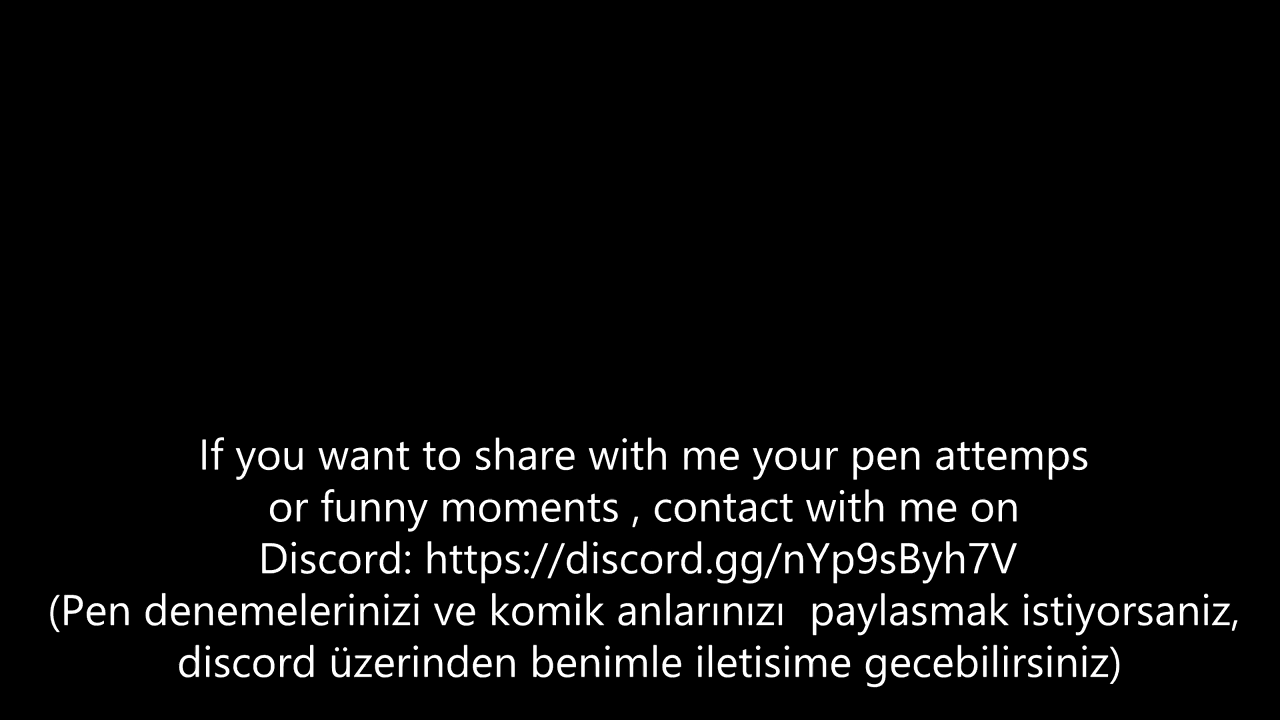 If you want to share with me your pen attemps
or funny moments , contact with me on
Discord: https://discord.gg/nYp9sByh7V
(Pen denemelerinizi ve komik anlarınızı  paylasmak istiyorsaniz,
discord üzerinden benimle iletisime gecebilirsiniz)